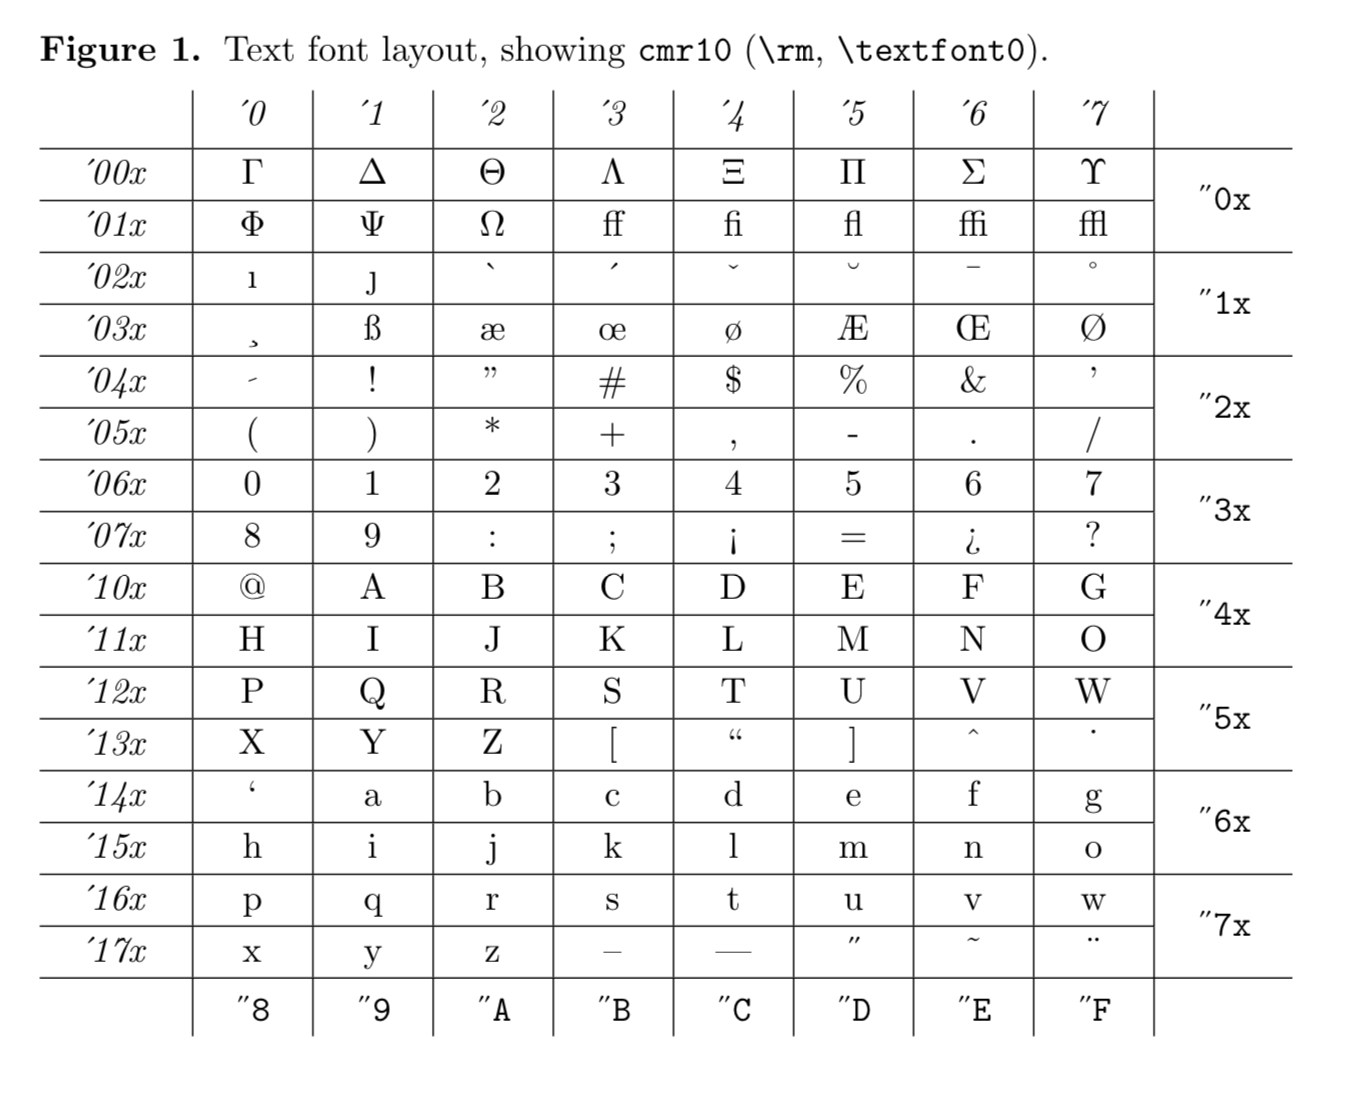 Figure 1. Text font layout, showing cmr10 (\rm, \textfont0).
´0 ´1 ´2 ´3 ´4 ´5 ´6 ´7
´00x Γ Δ Θ Λ Ξ Π Σ ϒ
˝0x
´01x Φ Ψ Ω ff fi fl ffi ffl
´02x ı ȷ ` ´ ˇ ˘ ¯ ˚
˝1x
´03x ¸ ß æ œ ø Æ Œ Ø
´04x - ! ” # $ % & ’
˝2x
´05x ( ) * + , - . /
´06x 0 1 2 3 4 5 6 7
˝3x
´07x 8 9 : ; ¡ = ¿ ?
´10x @ A B C D E F G
˝4x
´11x H I J K L M N O
´12x P Q R S T U V W
˝5x
´13x X Y Z [ “ ] ˆ ˙
´14x ‘ a b c d e f g
˝6x
´15x h i j k l m n o
´16x p q r s t u v w
˝7x
´17x x y z – — ˝ ˜ ¨
˝8 ˝9 ˝A ˝B ˝C ˝D ˝E ˝F